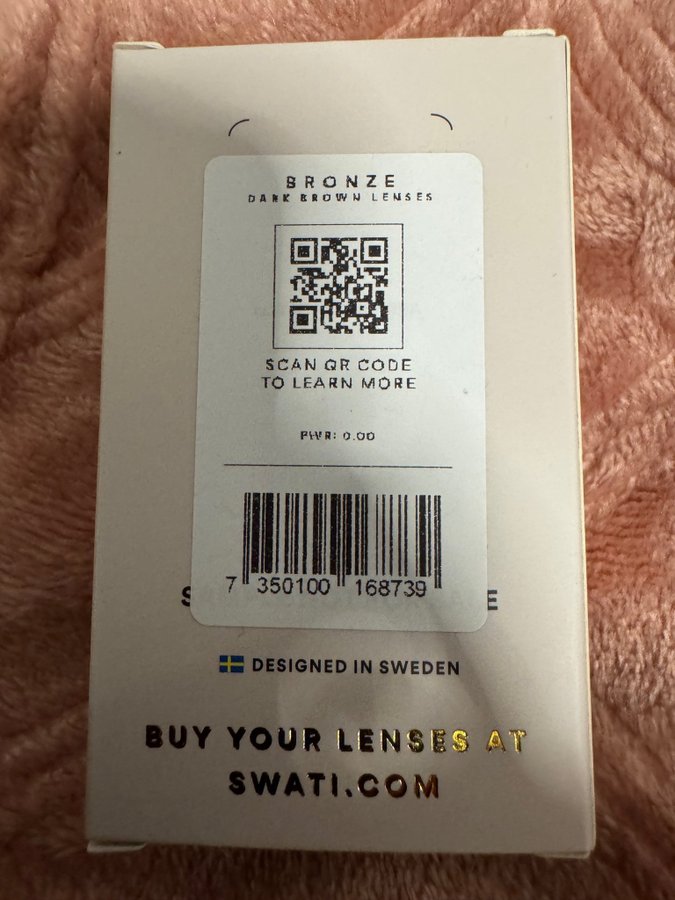 BRONZE
DARK BROWN LENSES
SCAN QR CODE
TO LEARN MORE
PWR: 0.00
7 350100 168739
DESIGNED IN SWEDEN
BUY YOUR LENSES AT
SWATI.COM